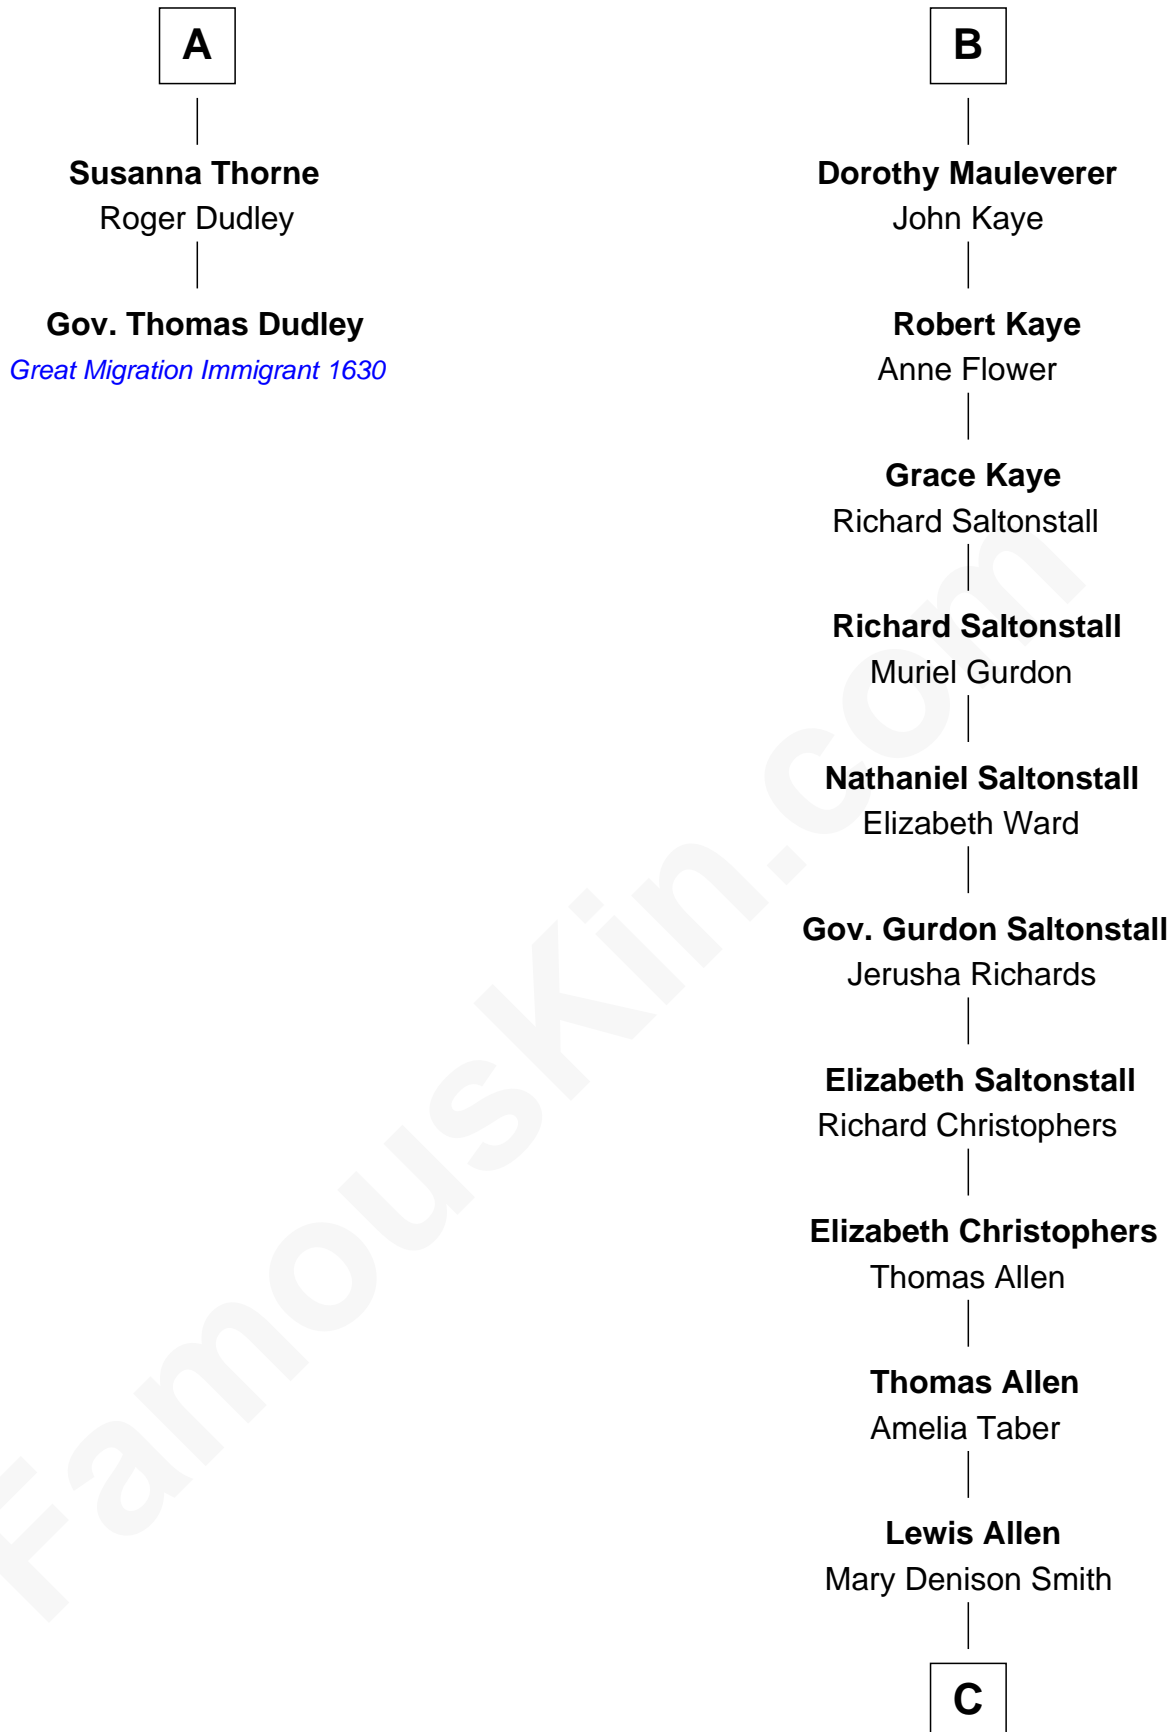 A
Susanna Thorne
Roger Dudley
Gov. Thomas Dudley
Great Migration Immigrant 1630
B
Dorothy Mauleverer
John Kaye
Robert Kaye
Anne Flower
Grace Kaye
Richard Saltonstall
Richard Saltonstall
Muriel Gurdon
Nathaniel Saltonstall
Elizabeth Ward
Gov. Gurdon Saltonstall
Jerusha Richards
Elizabeth Saltonstall
Richard Christophers
Elizabeth Christophers
Thomas Allen
Thomas Allen
Amelia Taber
Lewis Allen
Mary Denison Smith
C
FamousKin.com